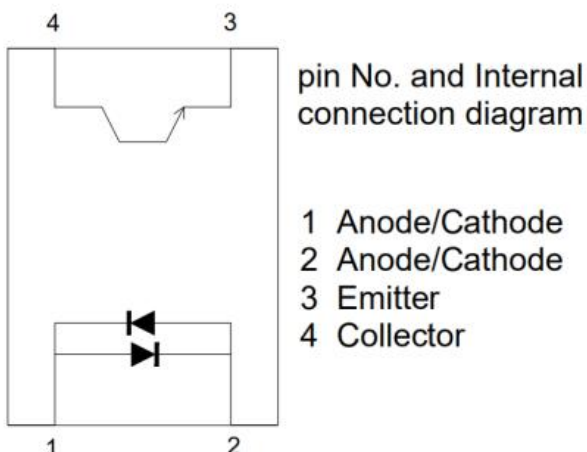 4 3
pin No. and Internal
connection diagram
1 Anode/Cathode
2 Anode/Cathode
3 Emitter
4 Collector
1 2